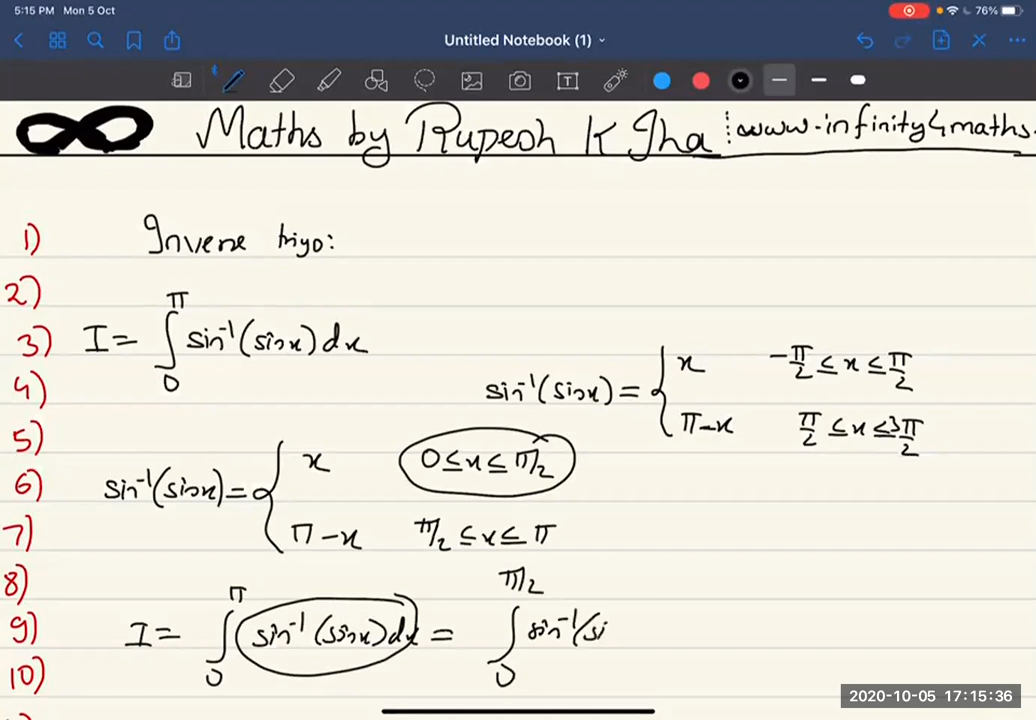 5:15 PM Mon 5 Oct 76%
Untitled Notebook (1)
Maths by Rupesh K Jha www.infinity4maths.
1) Inverse trigo:
2)
3) I = ∫₀^π sin⁻¹(sinx) dx
4) sin⁻¹(sinx) = { x -π/2 ≤ x ≤ π/2
π-x π/2 ≤ x ≤ 3π/2
5)
6) sin⁻¹(sinx) = { x 0 ≤ x ≤ π/2
7) π-x π/2 ≤ x ≤ π
8)
9) I = ∫₀^π sin⁻¹(sinx) dx = ∫₀^π/2 sin⁻¹(si
10)
2020-10-05 17:15:36